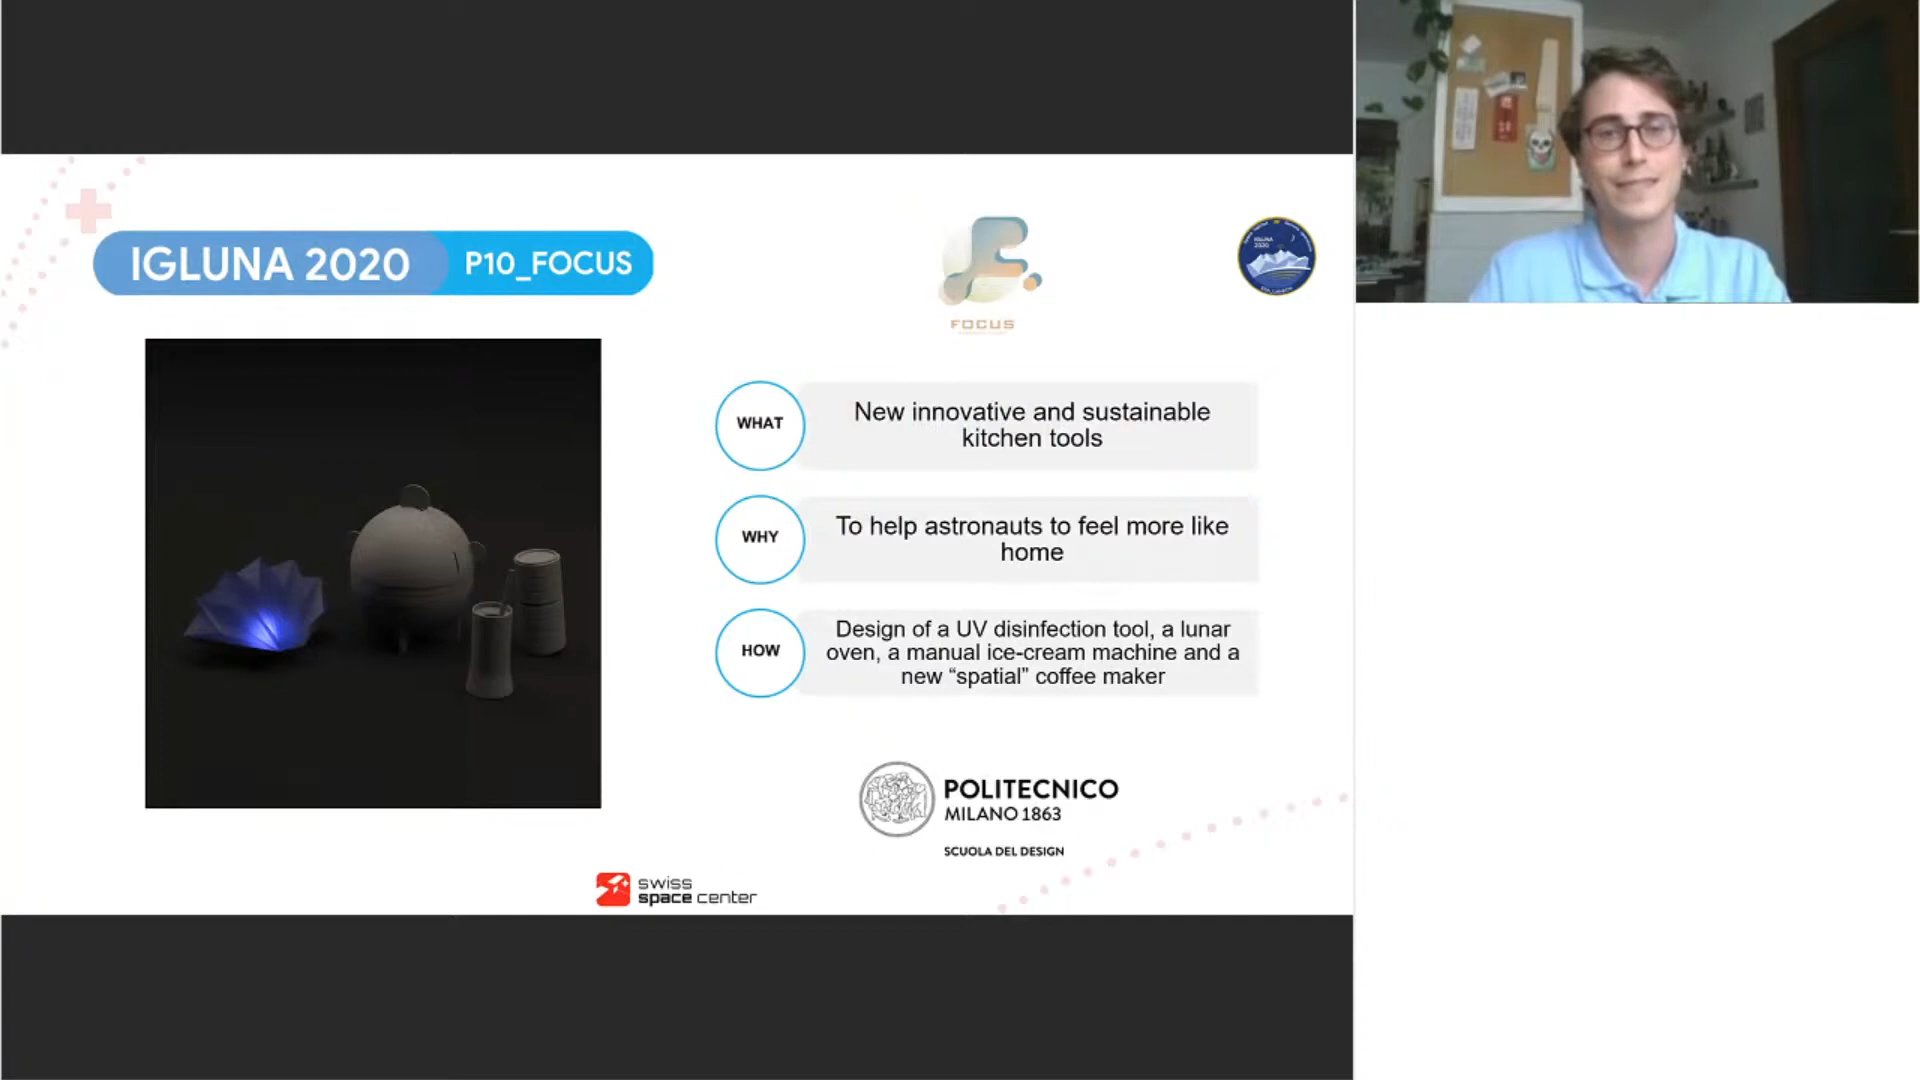 IGLUNA 2020
P10_FOCUS
FOCUS
IGLUNA
2020
WHAT
New innovative and sustainable
kitchen tools
WHY
To help astronauts to feel more like
home
HOW
Design of a UV disinfection tool, a lunar
oven, a manual ice-cream machine and a
new “spatial” coffee maker
POLITECNICO
MILANO 1863
SCUOLA DEL DESIGN
swiss
space center